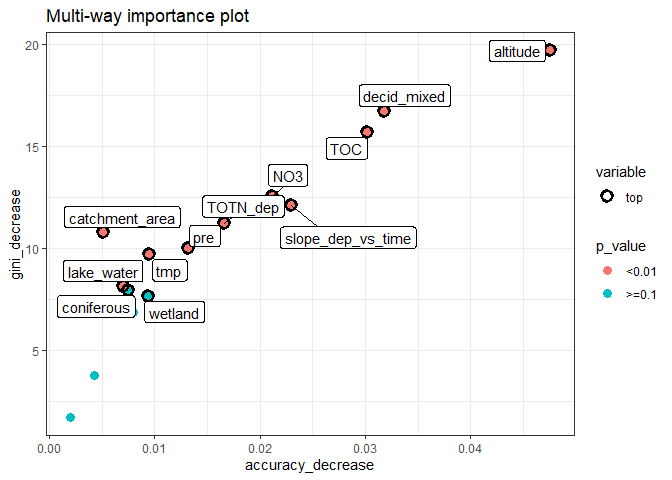 Multi-way importance plot
20
15
10
5
gini_decrease
altitude
decid_mixed
TOC
NO3
TOTN_dep
slope_dep_vs_time
catchment_area
pre
tmp
lake_water
coniferous
wetland
0.00
0.01
0.02
0.03
0.04
accuracy_decrease
variable
top
p_value
<0.01
>=0.1